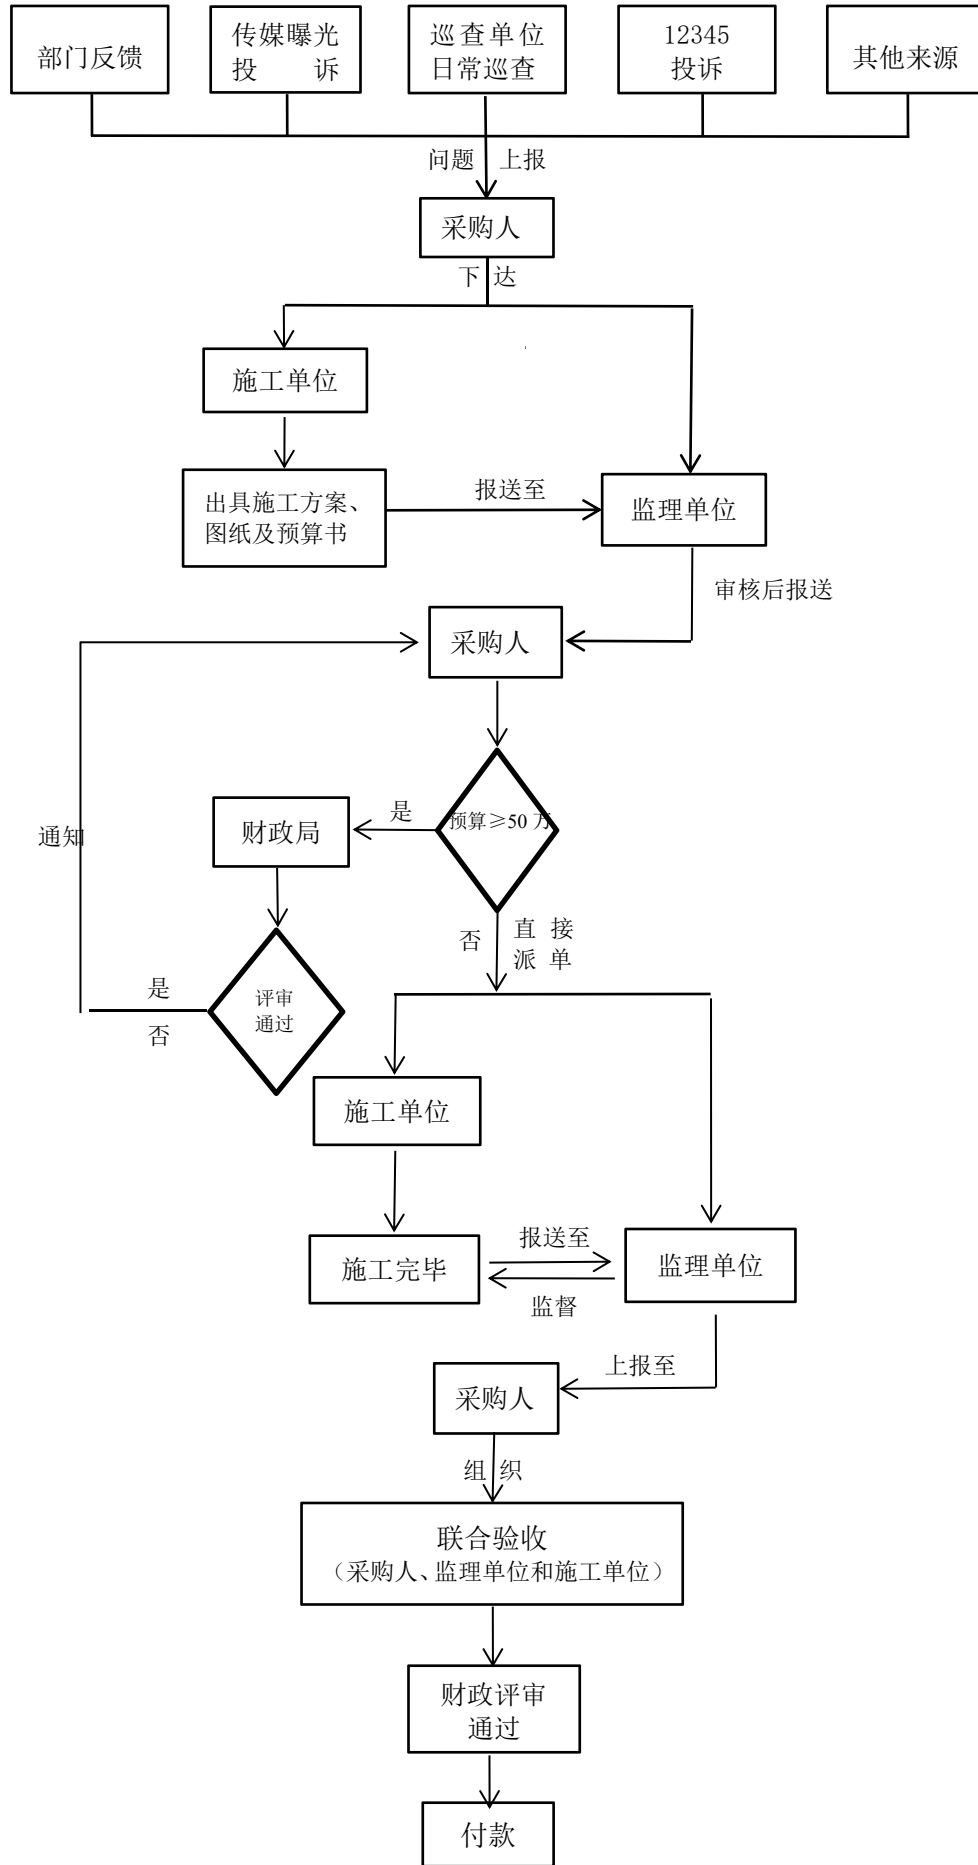 部门反馈
传媒曝光
投 诉
巡查单位
日常巡查
12345
投诉
其他来源
问题 上报
采购人
下 达
施工单位
出具施工方案、
图纸及预算书
报送至
监理单位
审核后报送
采购人
预算≥50 万
是
财政局
通知
否
直 接
派 单
评审
通过
是
否
施工单位
施工完毕
报送至
监督
监理单位
上报至
采购人
组 织
联合验收
（采购人、监理单位和施工单位）
财政评审
通过
付款